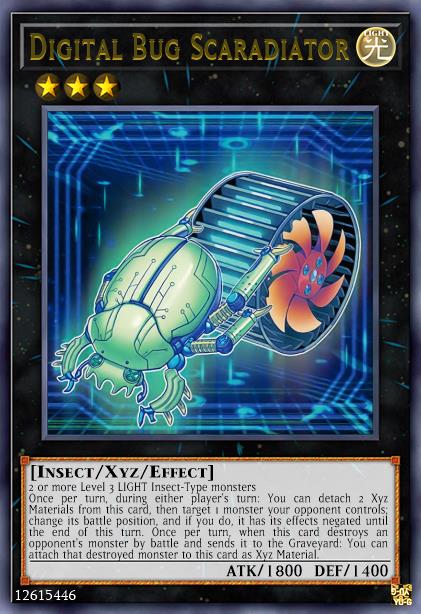 Digital Bug Scaradiator
LIGHT
光
[Insect/Xyz/Effect]
2 or more Level 3 LIGHT Insect-Type monsters
Once per turn, during either player's turn: You can detach 2 Xyz
Materials from this card, then target 1 monster your opponent controls;
change its battle position, and if you do, it has its effects negated until
the end of this turn. Once per turn, when this card destroys an
opponent's monster by battle and sends it to the Graveyard: You can
attach that destroyed monster to this card as Xyz Material.
ATK/1800 DEF/1400
12615446